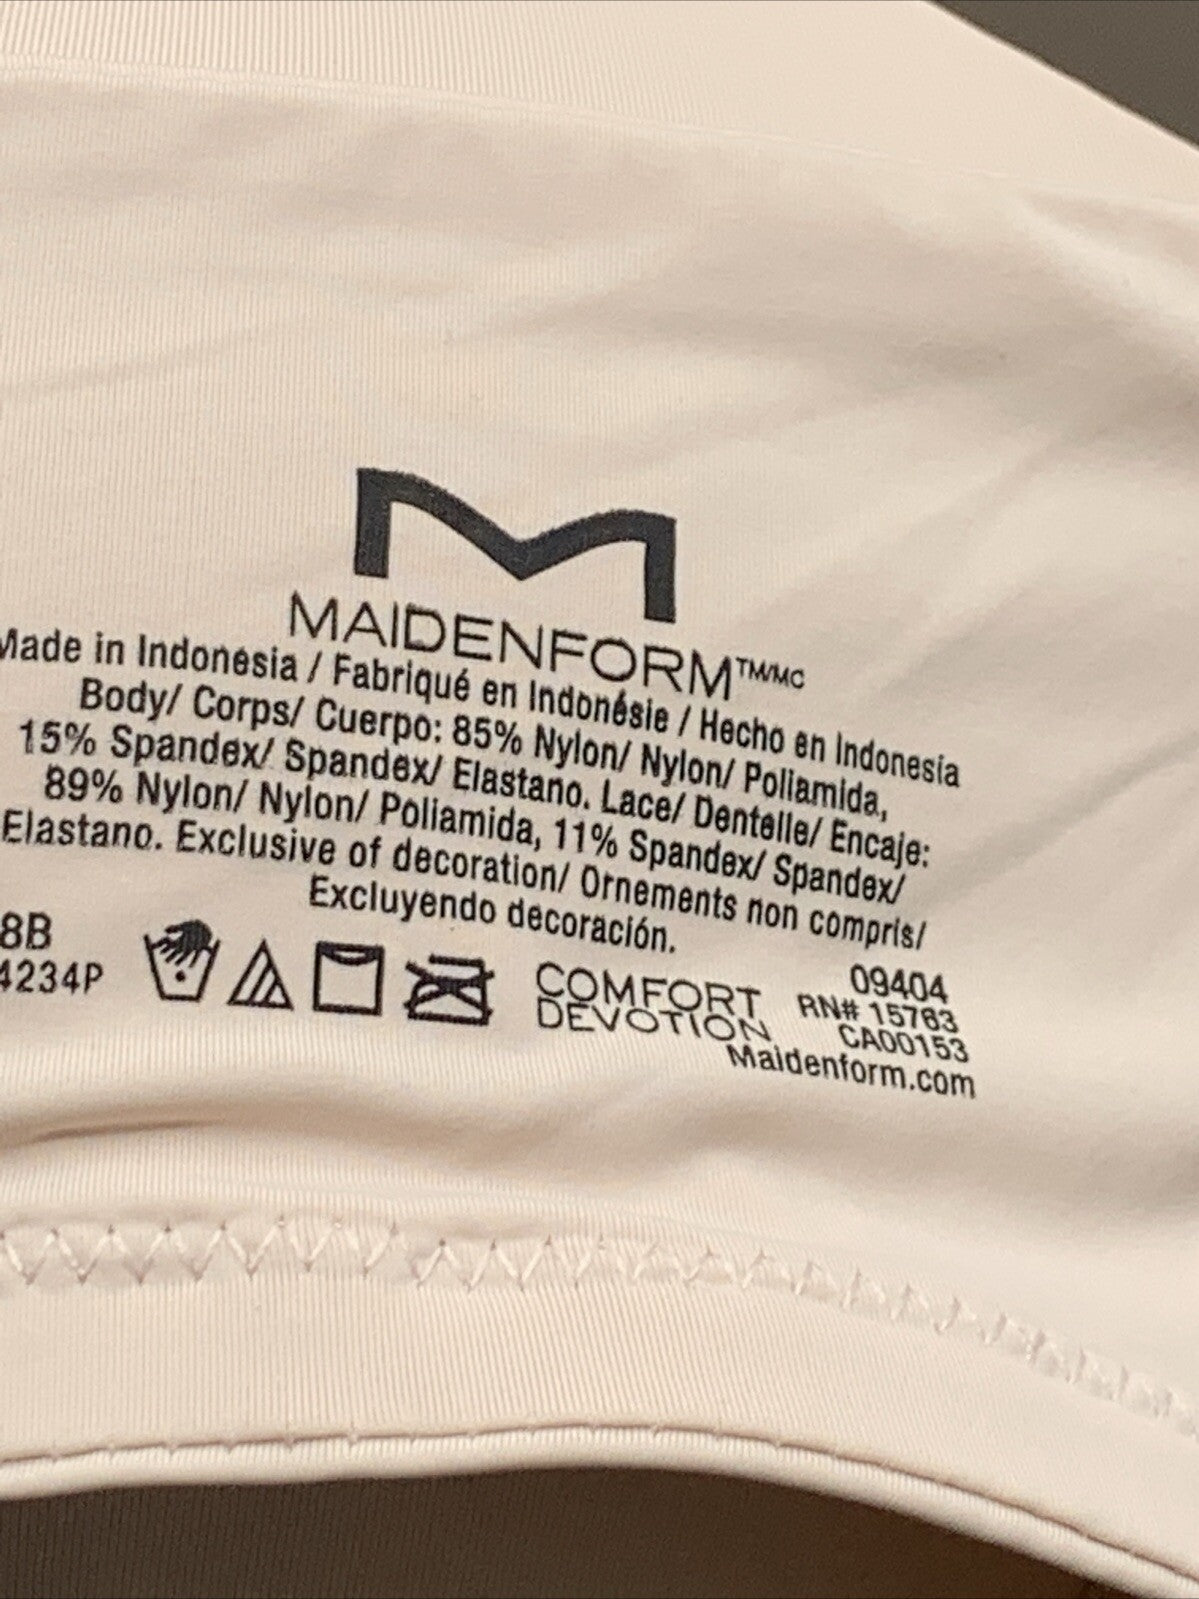 MAIDENFORM™/MC
Made in Indonesia / Fabriqué en Indonésie / Hecho en Indonesia
Body/ Corps/ Cuerpo: 85% Nylon/ Nylon/ Poliamida,
15% Spandex/ Spandex/ Elastano. Lace/ Dentelle/ Encaje:
89% Nylon/ Nylon/ Poliamida, 11% Spandex/ Spandex/
Elastano. Exclusive of decoration/ Ornements non compris/
Excluyendo decoración.
8B
4234P
COMFORT
DEVOTION
09404
RN# 15763
CA00153
Maidenform.com